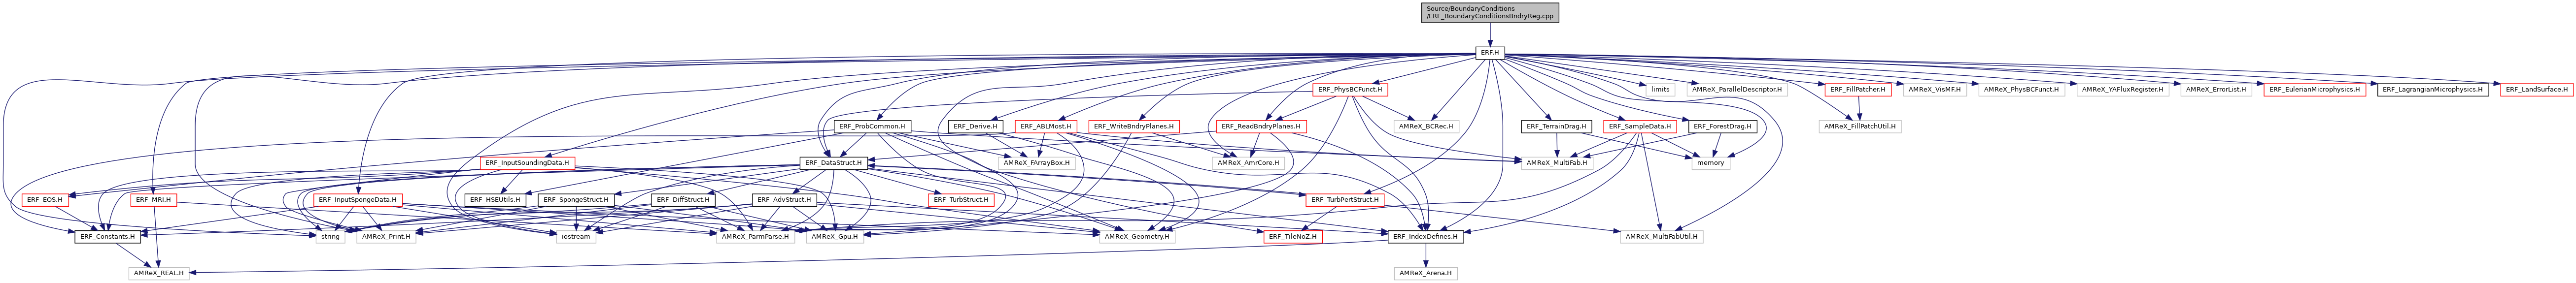 Source/BoundaryConditions
/ERF_BoundaryConditionsBndryReg.cpp
ERF.H
ERF_PhysBCFunct.H
limits
AMReX_ParallelDescriptor.H
ERF_FillPatcher.H
AMReX_VisMF.H
AMReX_PhysBCFunct.H
AMReX_YAFluxRegister.H
AMReX_ErrorList.H
ERF_EulerianMicrophysics.H
ERF_LagrangianMicrophysics.H
ERF_LandSurface.H
ERF_ProbCommon.H
ERF_Derive.H
ERF_ABLMost.H
ERF_WriteBndryPlanes.H
ERF_ReadBndryPlanes.H
AMReX_BCRec.H
ERF_TerrainDrag.H
ERF_SampleData.H
ERF_ForestDrag.H
AMReX_FillPatchUtil.H
ERF_InputSoundingData.H
ERF_DataStruct.H
AMReX_FArrayBox.H
AMReX_AmrCore.H
AMReX_MultiFab.H
memory
ERF_EOS.H
ERF_MRI.H
ERF_InputSpongeData.H
ERF_HSEUtils.H
ERF_SpongeStruct.H
ERF_DiffStruct.H
ERF_AdvStruct.H
ERF_TurbStruct.H
ERF_TurbPertStruct.H
ERF_Constants.H
string
AMReX_Print.H
iostream
AMReX_ParmParse.H
AMReX_Gpu.H
AMReX_Geometry.H
ERF_TileNoZ.H
ERF_IndexDefines.H
AMReX_MultiFabUtil.H
AMReX_REAL.H
AMReX_Arena.H